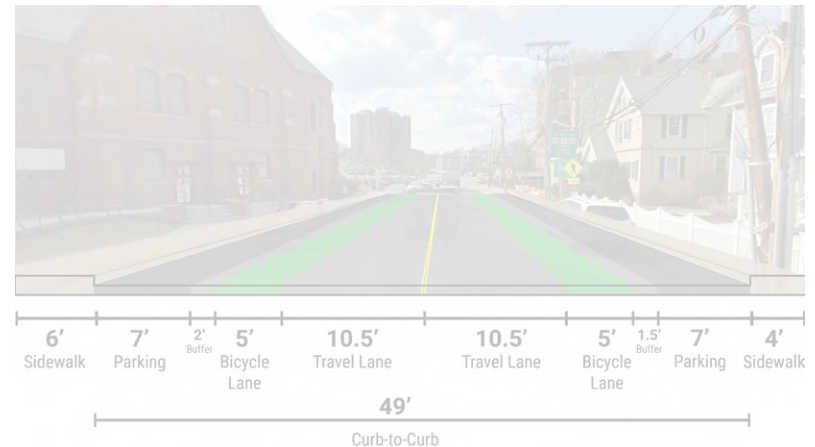 6’ 7’ 2’ 5’ 10.5’ 10.5’ 5’ 1.5’ 7’ 4’
Sidewalk Parking Buffer Bicycle Lane Travel Lane Travel Lane Bicycle Lane Buffer Parking Sidewalk
49’
Curb-to-Curb